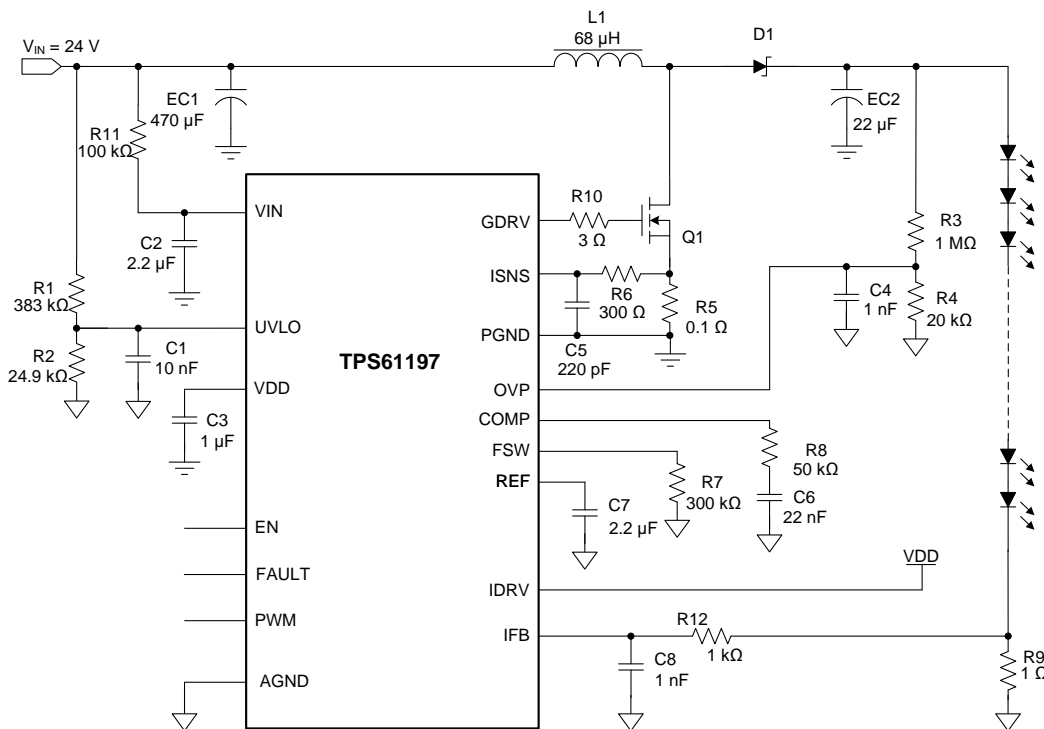 L1
68 µH
D1
VIN = 24 V
EC1
470 µF
EC2
22 µF
R11
100 kΩ
VIN
GDRV
R10
3 Ω
Q1
R3
1 MΩ
C2
2.2 µF
ISNS
R6
300 Ω
R5
0.1 Ω
C4
1 nF
R4
20 kΩ
R1
383 kΩ
UVLO
PGND
C5
220 pF
R2
24.9 kΩ
C1
10 nF
TPS61197
VDD
OVP
C3
1 µF
COMP
FSW
REF
R8
50 kΩ
R7
300 kΩ
C6
22 nF
C7
2.2 µF
EN
FAULT
PWM
AGND
IDRV
VDD
IFB
R12
1 kΩ
C8
1 nF
R9
1 Ω